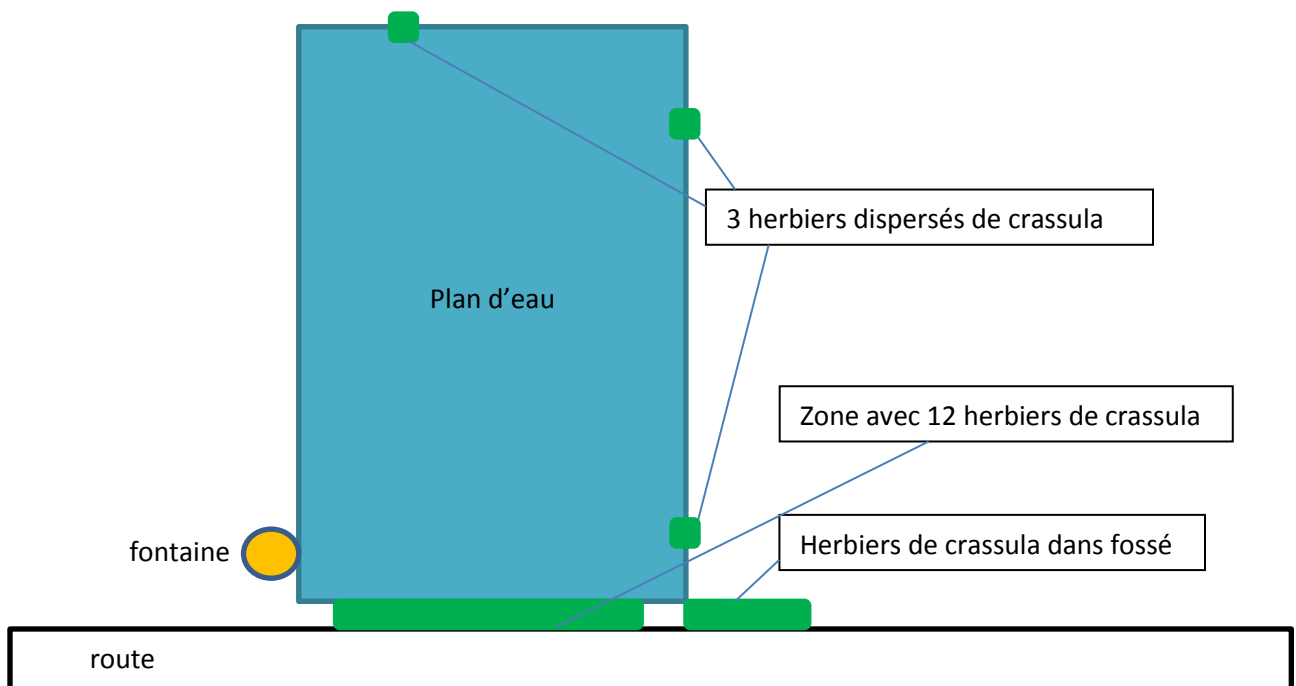 3 herbiers dispersés de crassula
Plan d’eau
Zone avec 12 herbiers de crassula
fontaine
Herbiers de crassula dans fossé
route